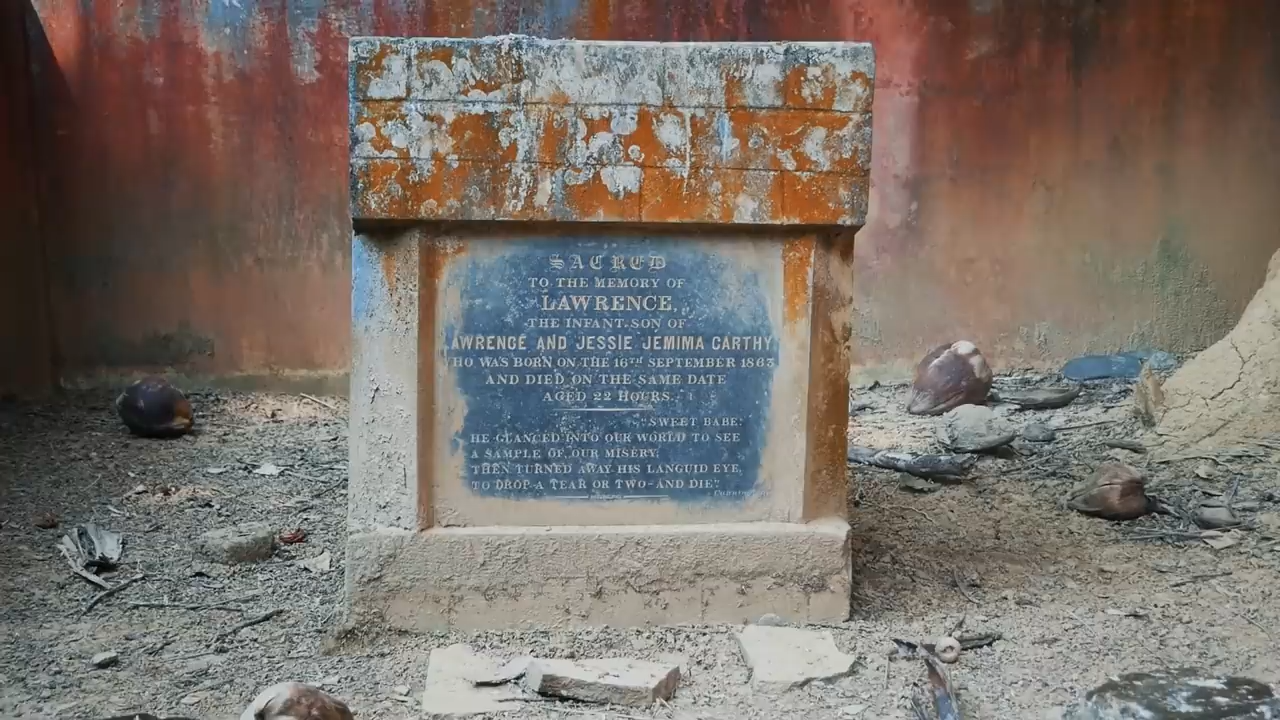 SACRED
TO THE MEMORY OF
LAWRENCE,
THE INFANT SON OF
AWRENCE AND JESSIE JEMIMA CARTHY
HO WAS BORN ON THE 16TH SEPTEMBER 1863
AND DIED ON THE SAME DATE
AGED 22 HOURS.
"SWEET BABE!
HE GLANCED INTO OUR WORLD TO SEE
A SAMPLE OF OUR MISERY,
THEN TURNED AWAY HIS LANGUID EYE,
TO DROP A TEAR OR TWO-AND DIE."